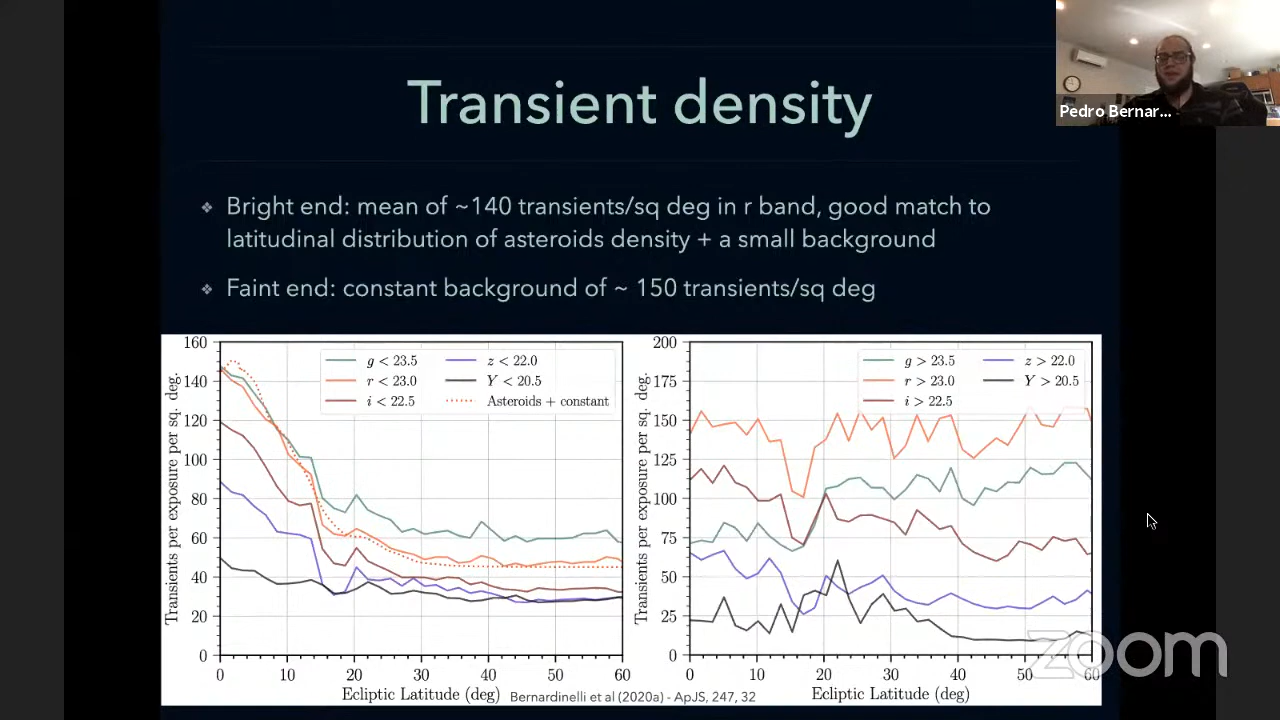 Transient density
Pedro Bernar...
❖ Bright end: mean of ~140 transients/sq deg in r band, good match to
latitudinal distribution of asteroids density + a small background
❖ Faint end: constant background of ~ 150 transients/sq deg
160
140
120
100
80
60
40
20
0
Transients per exposure per sq. deg.
g < 23.5
r < 23.0
i < 22.5
z < 22.0
Y < 20.5
Asteroids + constant
0 10 20 30 40 50 60
Ecliptic Latitude (deg)
200
175
150
125
100
75
50
25
0
Transients per exposure per sq. deg.
g > 23.5
r > 23.0
i > 22.5
z > 22.0
Y > 20.5
0 10 20 30 40 50 60
Ecliptic Latitude (deg)
Bernardinelli et al (2020a) - ApJS, 247, 32
zoom